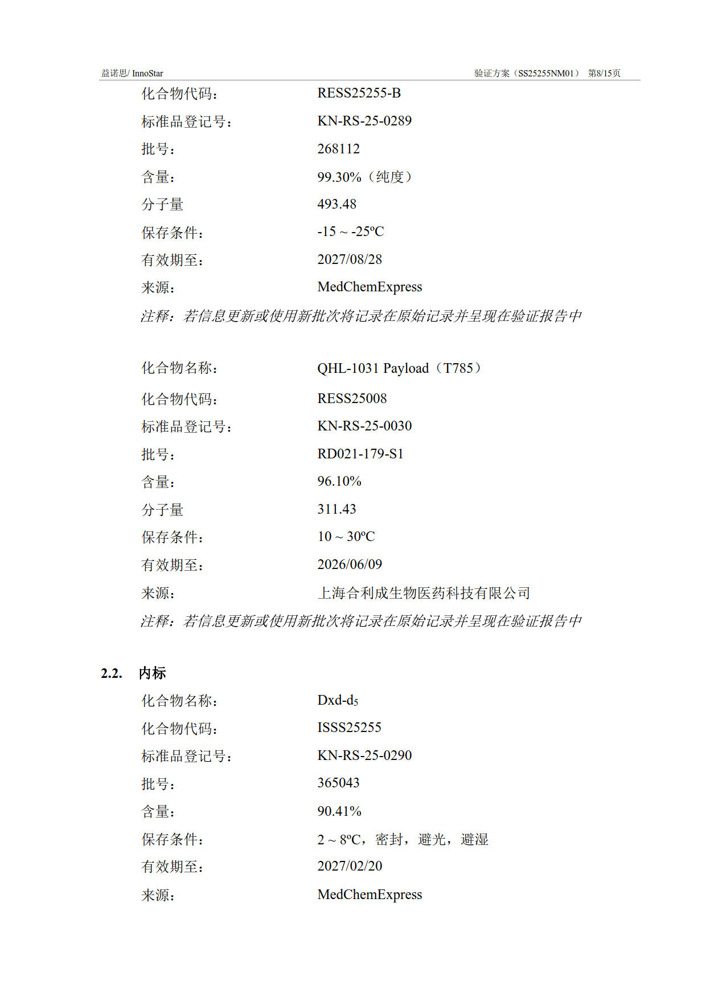 益诺思/ InnoStar 验证方案（SS25255NM01） 第8/15页
化合物代码： RESS25255-B
标准品登记号： KN-RS-25-0289
批号： 268112
含量： 99.30%（纯度）
分子量 493.48
保存条件： -15 ~ -25ºC
有效期至： 2027/08/28
来源： MedChemExpress
注释：若信息更新或使用新批次将记录在原始记录并呈现在验证报告中
化合物名称： QHL-1031 Payload（T785）
化合物代码： RESS25008
标准品登记号： KN-RS-25-0030
批号： RD021-179-S1
含量： 96.10%
分子量 311.43
保存条件： 10 ~ 30ºC
有效期至： 2026/06/09
来源： 上海合利成生物医药科技有限公司
注释：若信息更新或使用新批次将记录在原始记录并呈现在验证报告中
2.2. 内标
化合物名称： Dxd-d₅
化合物代码： ISSS25255
标准品登记号： KN-RS-25-0290
批号： 365043
含量： 90.41%
保存条件： 2 ~ 8ºC，密封，避光，避湿
有效期至： 2027/02/20
来源： MedChemExpress